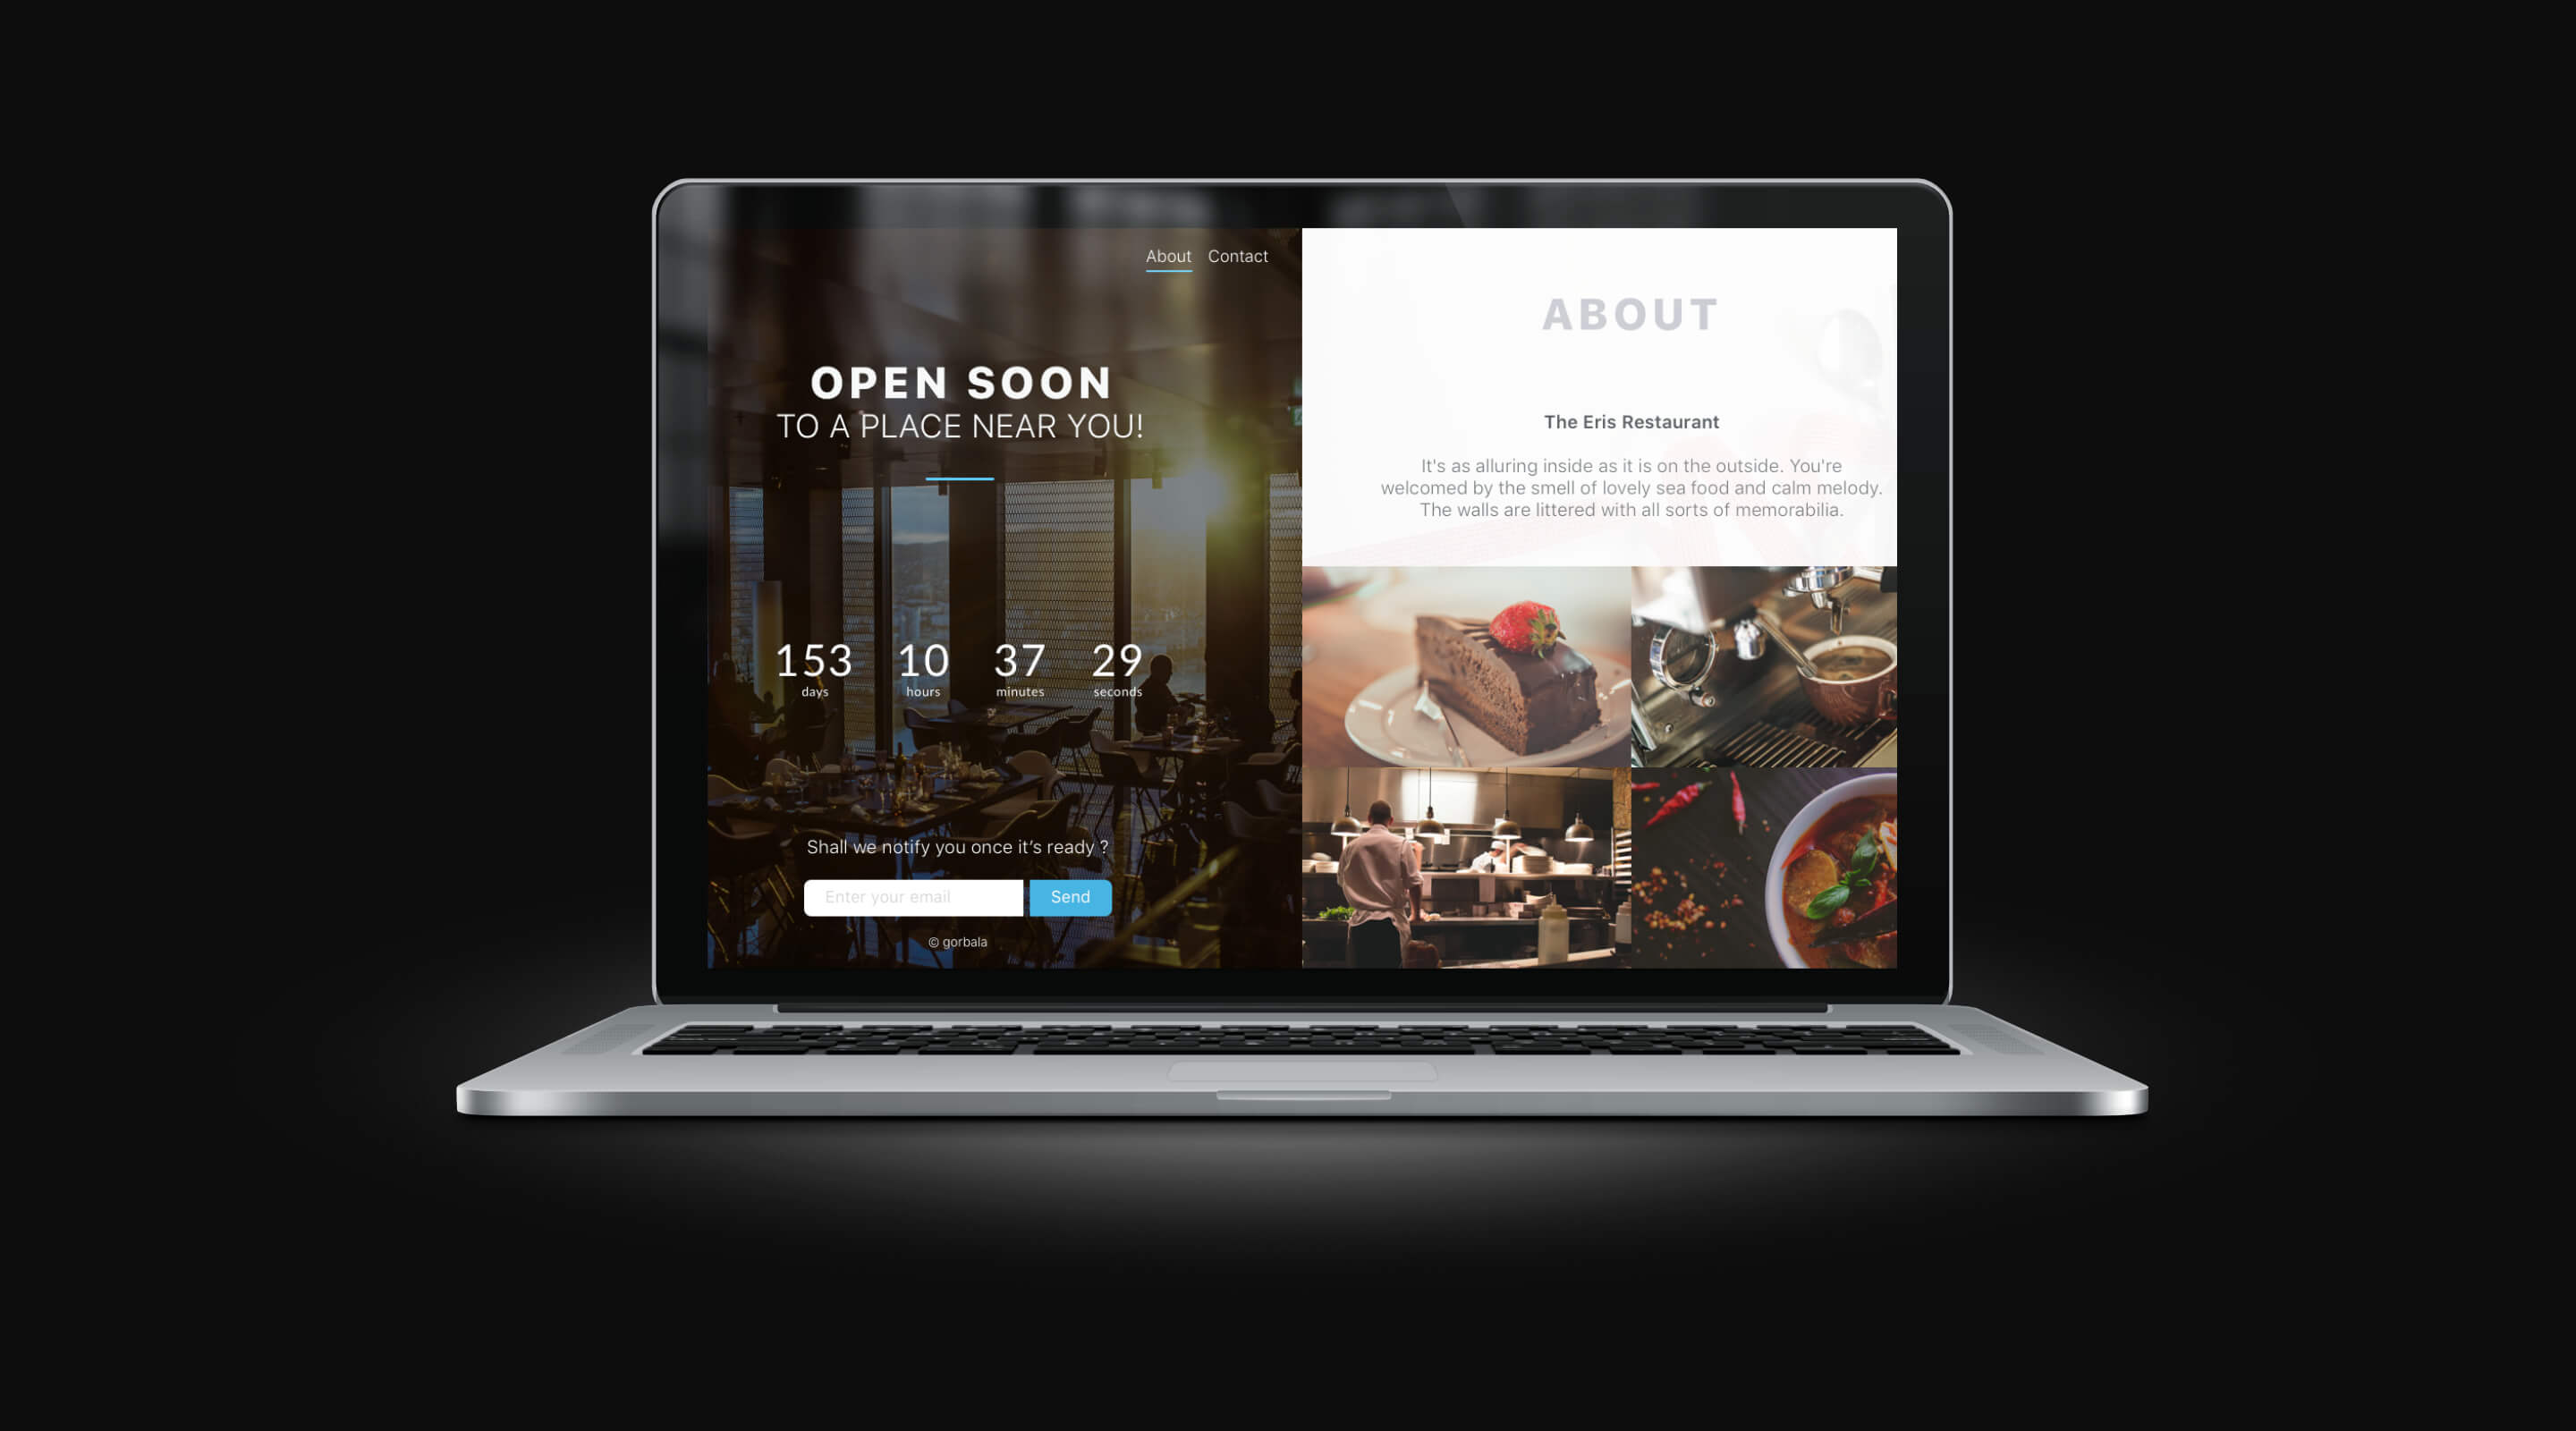 About Contact
OPEN SOON
TO A PLACE NEAR YOU!
153 10 37 29
days hours minutes seconds
Shall we notify you once it’s ready ?
Enter your email Send
© gorbala
ABOUT
The Eris Restaurant
It's as alluring inside as it is on the outside. You're
welcomed by the smell of lovely sea food and calm melody.
The walls are littered with all sorts of memorabilia.